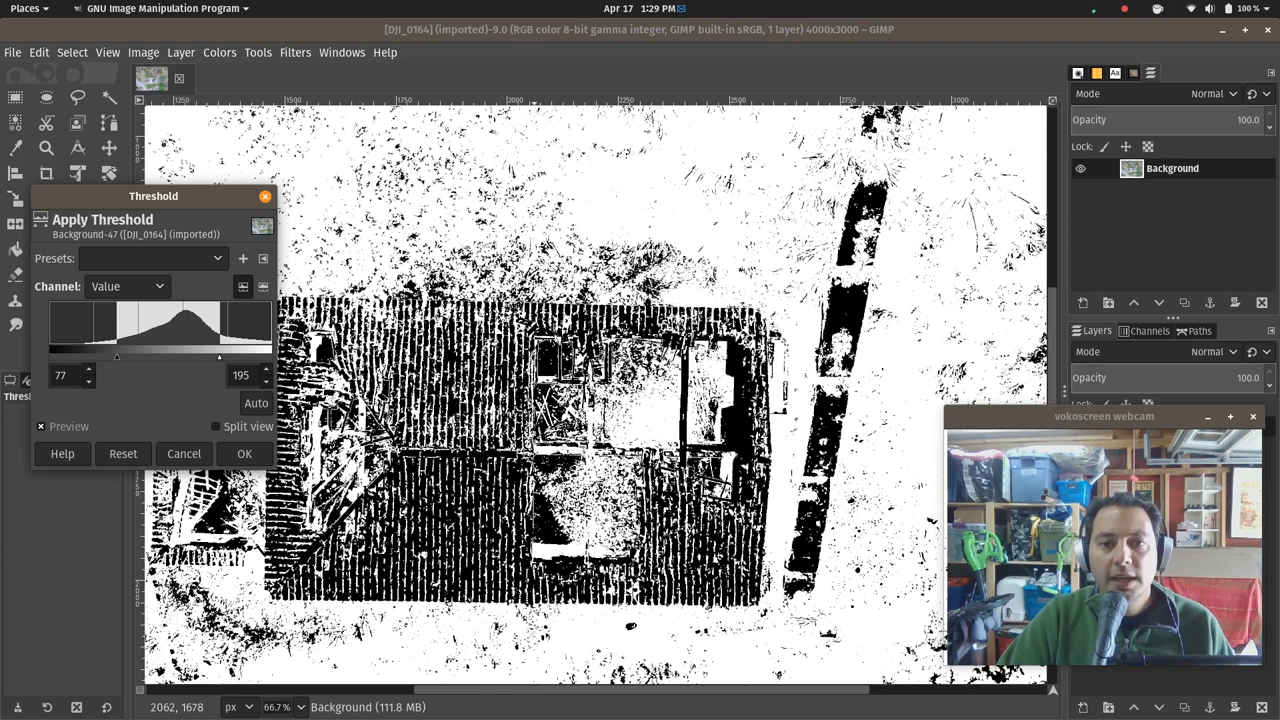 Places GNU Image Manipulation Program Apr 17 1:29 PM 100 %
[DJI_0164] (imported)-9.0 (RGB color 8-bit gamma integer, GIMP built-in sRGB, 1 layer) 4000x3000 – GIMP
File Edit Select View Image Layer Colors Tools Filters Windows Help
1250 1500 1750 2000 2250 2500 2750 3000
Mode Normal
Opacity 100.0
Lock:
Background
Threshold
Apply Threshold
Background-47 ([DJI_0164] (imported))
Presets:
Channel: Value
77 195
Auto
Preview Split view
Help Reset Cancel OK
Thresh
Layers Channels Paths
Mode Normal
Opacity 100.0
Lock:
vokoscreen webcam
2062, 1678 px 66.7 % Background (111.8 MB)